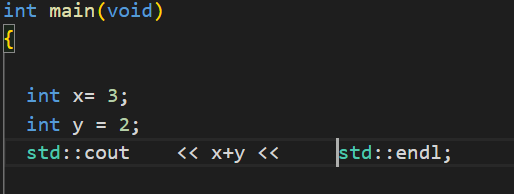 int main(void)
{
int x= 3;
int y = 2;
std::cout    << x+y <<     std::endl;